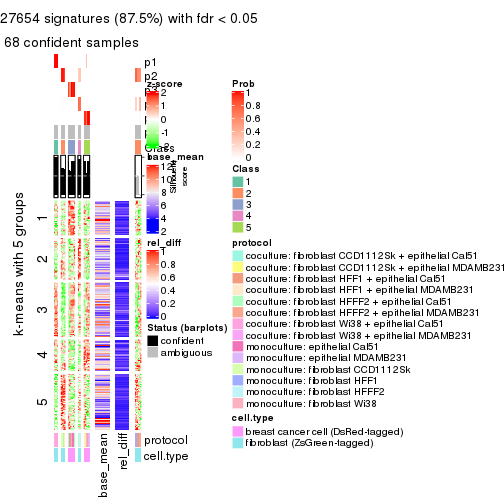 27654 signatures (87.5%) with fdr < 0.05
68 confident samples
p1
p2
p3
p4
p5
Class
Silhouette
score
k-means with 5 groups
1
2
3
4
5
base_mean
rel_diff
protocol
cell.type
z-score
2
1
0
-1
-2
base_mean
12
10
8
6
4
2
rel_diff
1
0.8
0.6
0.4
0.2
0
Status (barplots)
confident
ambiguous
Prob
1
0.8
0.6
0.4
0.2
0
Class
1
2
3
4
5
protocol
coculture: fibroblast CCD1112Sk + epithelial Cal51
coculture: fibroblast CCD1112Sk + epithelial MDAMB231
coculture: fibroblast HFF1 + epithelial Cal51
coculture: fibroblast HFF1 + epithelial MDAMB231
coculture: fibroblast HFFF2 + epithelial Cal51
coculture: fibroblast HFFF2 + epithelial MDAMB231
coculture: fibroblast Wi38 + epithelial Cal51
coculture: fibroblast Wi38 + epithelial MDAMB231
monoculture: epithelial Cal51
monoculture: epithelial MDAMB231
monoculture: fibroblast CCD1112Sk
monoculture: fibroblast HFF1
monoculture: fibroblast HFFF2
monoculture: fibroblast Wi38
cell.type
breast cancer cell (DsRed-tagged)
fibroblast (ZsGreen-tagged)